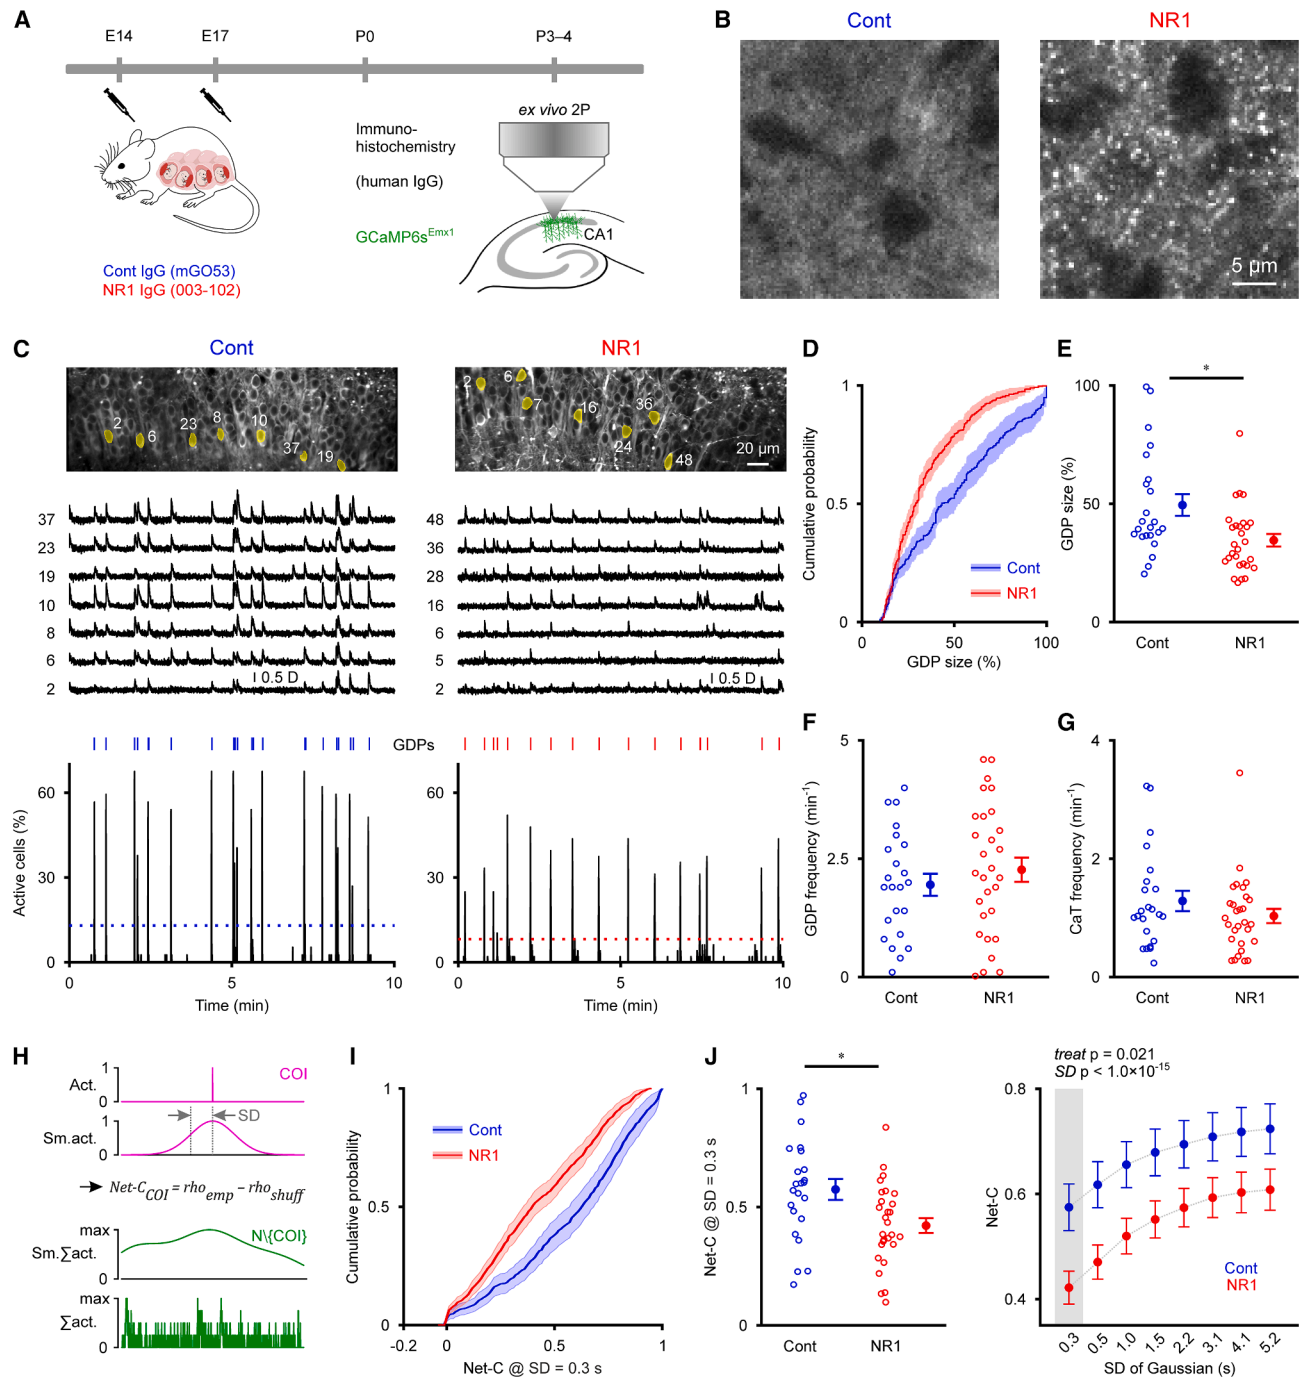 A
E14
E17
P0
P3–4
ex vivo 2P
Immuno-
histochemistry
(human IgG)
GCaMP6sEmx1
CA1
Cont IgG (mGO53)
NR1 IgG (003-102)
B
Cont
NR1
5 µm
C
Cont
NR1
2
6
23
8
10
37
19
2
6
7
16
36
24
48
20 µm
37
23
19
10
8
6
2
0.5 D
48
36
28
16
6
5
2
0.5 D
GDPs
Active cells (%)
60
30
0
0
5
10
Time (min)
60
30
0
0
5
10
Time (min)
D
Cumulative probability
1
0.5
0
Cont
NR1
0
50
100
GDP size (%)
E
*
GDP size (%)
100
50
0
Cont
NR1
F
GDP frequency (min-1)
5
2.5
0
Cont
NR1
G
CaT frequency (min-1)
4
2
0
Cont
NR1
H
Act.
1
0
COI
SD
Sm.act.
1
0
Net-CCOI = rhoemp – rhoshuff
N\{COI}
max
Sm.∑act.
0
max
∑act.
0
I
Cumulative probability
1
0.5
0
Cont
NR1
-0.2
0
0.5
1
Net-C @ SD = 0.3 s
J
*
Net-C @ SD = 0.3 s
1
0.5
0
Cont
NR1
treat p = 0.021
SD p < 1.0×10-15
Net-C
0.8
0.6
0.4
Cont
NR1
0.3
0.5
1.0
1.5
2.2
3.1
4.1
5.2
SD of Gaussian (s)